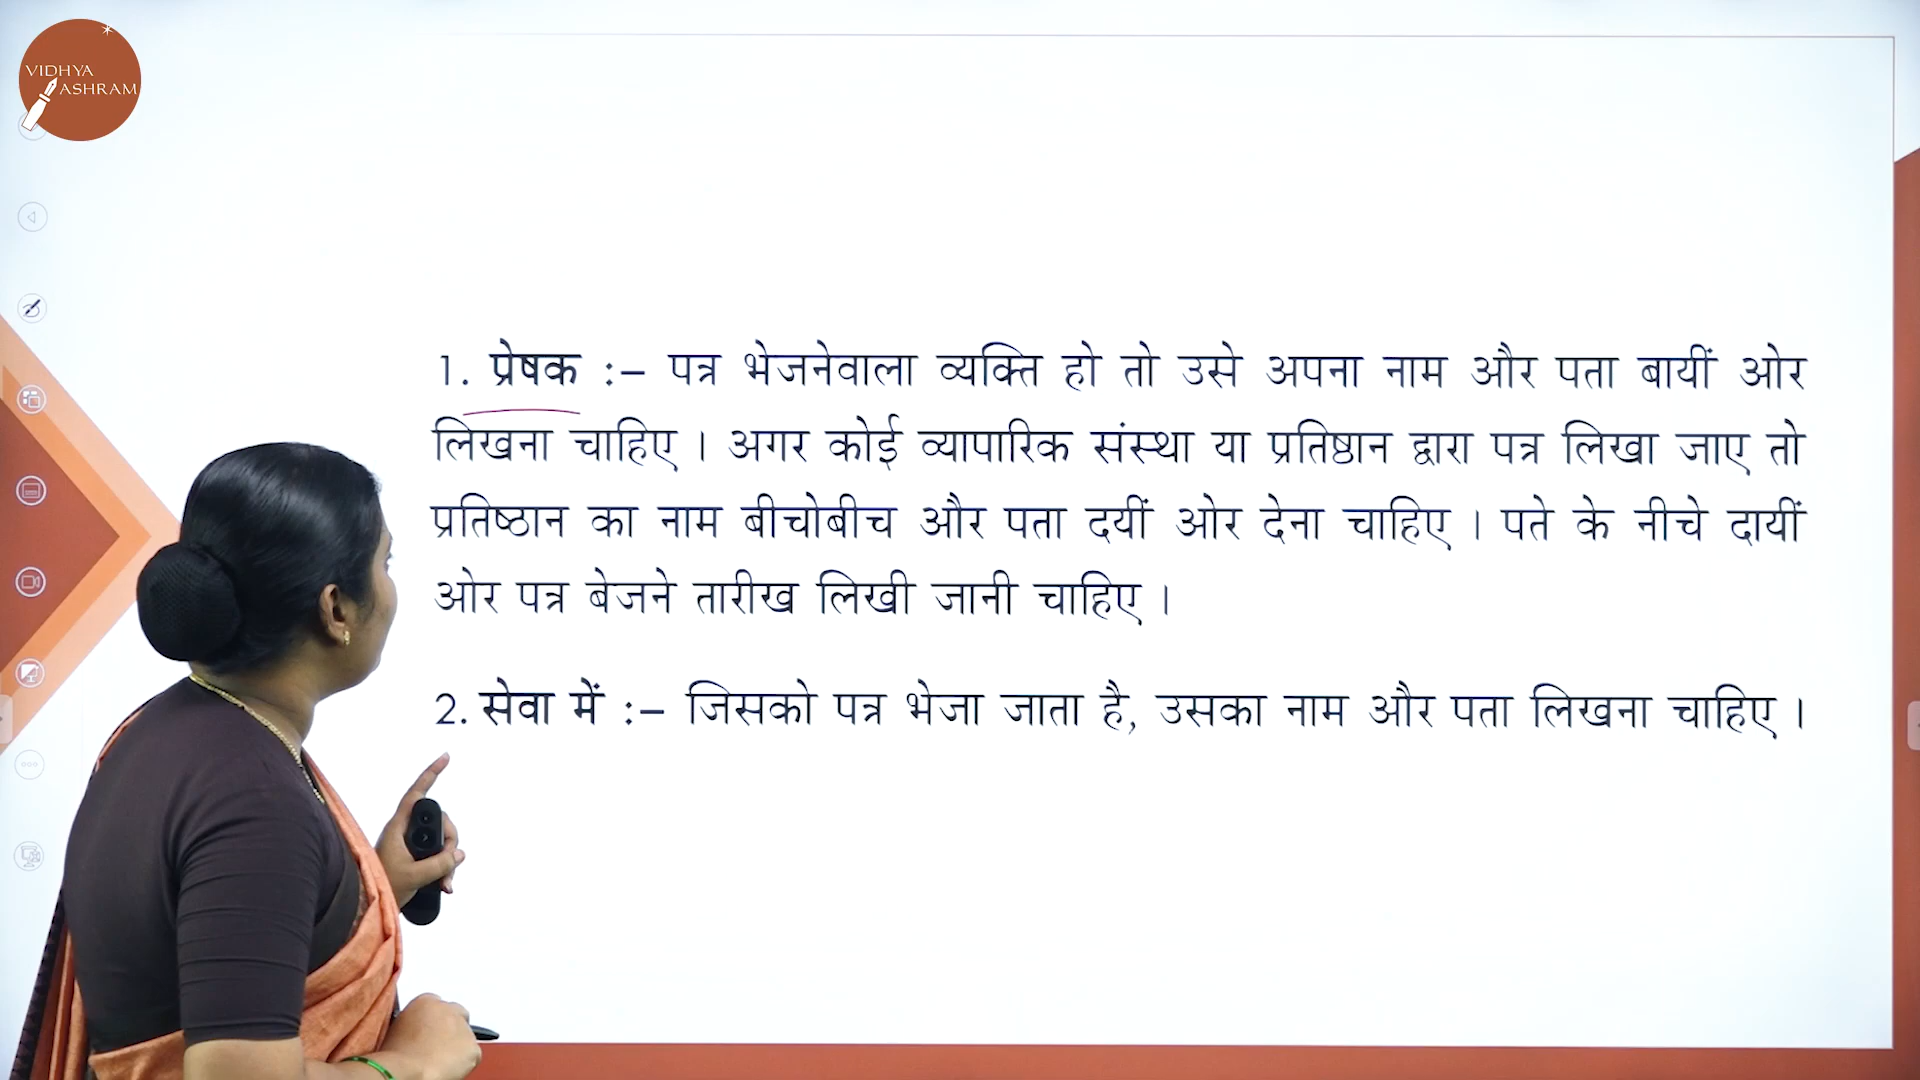 VIDHYA
ASHRAM
1. प्रेषक :– पत्र भेजनेवाला व्यक्ति हो तो उसे अपना नाम और पता बायीं ओर
लिखना चाहिए । अगर कोई व्यापारिक संस्था या प्रतिष्ठान द्वारा पत्र लिखा जाए तो
प्रतिष्ठान का नाम बीचोबीच और पता दयीं ओर देना चाहिए । पते के नीचे दायीं
ओर पत्र बेजने तारीख लिखी जानी चाहिए ।
2. सेवा में :– जिसको पत्र भेजा जाता है, उसका नाम और पता लिखना चाहिए ।